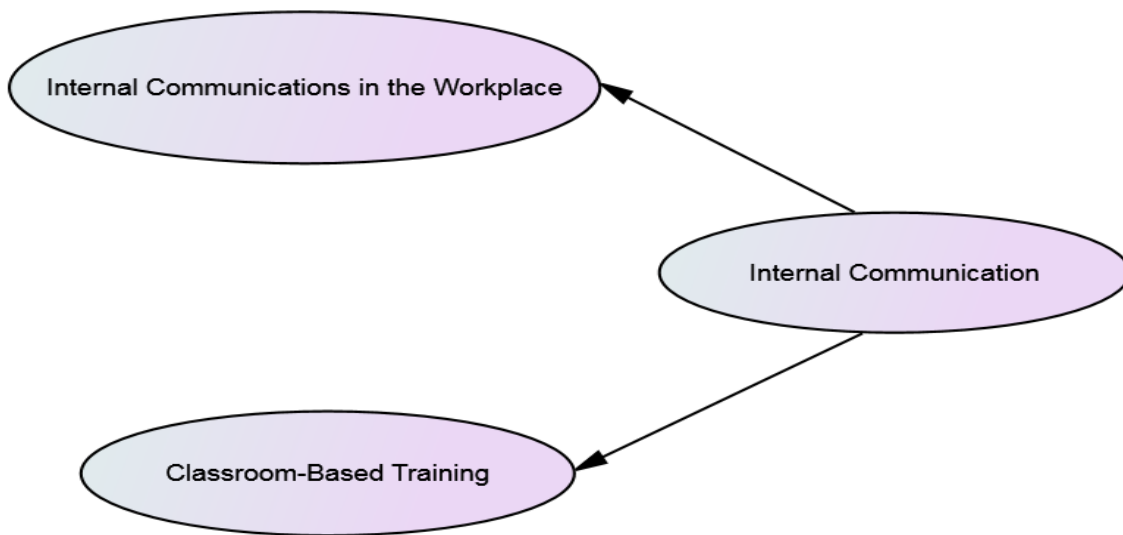 Internal Communications in the Workplace
Internal Communication
Classroom-Based Training